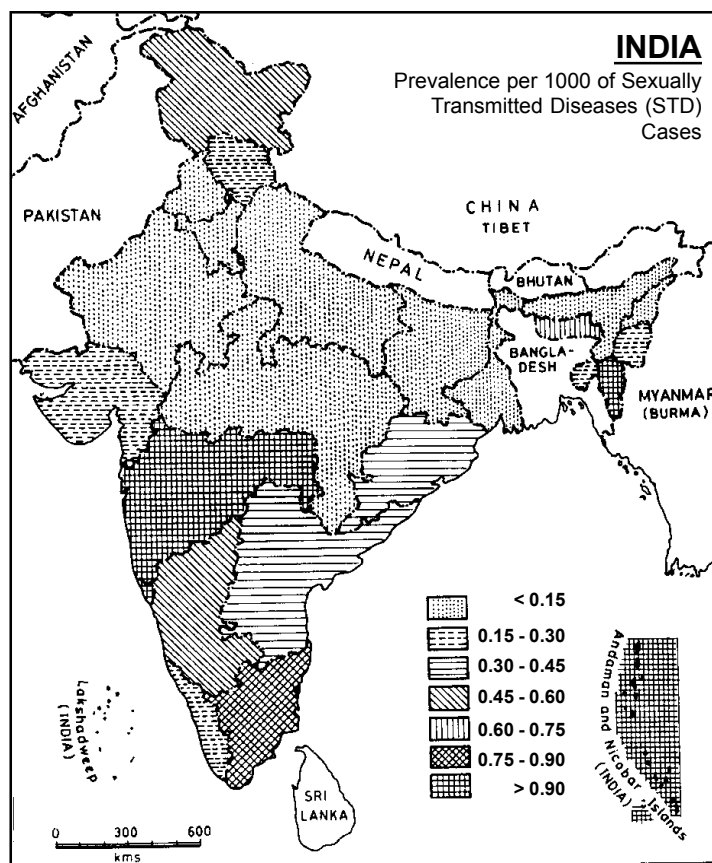 INDIA
Prevalence per 1000 of Sexually
Transmitted Diseases (STD)
Cases
AFGHANISTAN
PAKISTAN
CHINA
TIBET
NEPAL
BHUTAN
BANGLA-
DESH
MYANMAR
(BURMA)
< 0.15
0.15 - 0.30
0.30 - 0.45
0.45 - 0.60
0.60 - 0.75
0.75 - 0.90
> 0.90
Lakshadweep
(INDIA)
Andaman and Nicobar Islands
(INDIA)
SRI
LANKA
0 300 600
kms